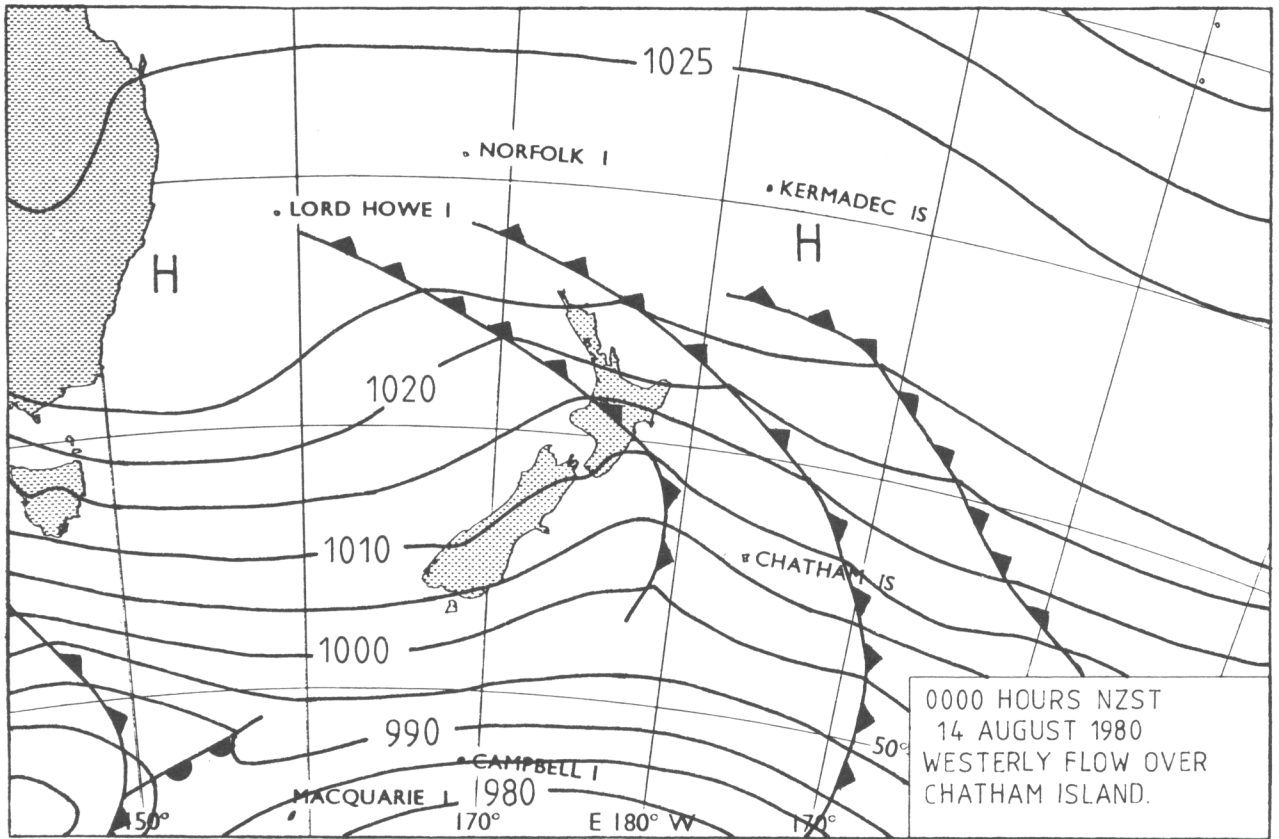 1025
NORFOLK I
KERMADEC IS
LORD HOWE I
H
H
1020
1010
CHATHAM IS
1000
990
50°
CAMPBELL I
MACQUARIE I
980
150°
170°
E 180° W
170°
0000 HOURS NZST
14 AUGUST 1980
WESTERLY FLOW OVER
CHATHAM ISLAND.